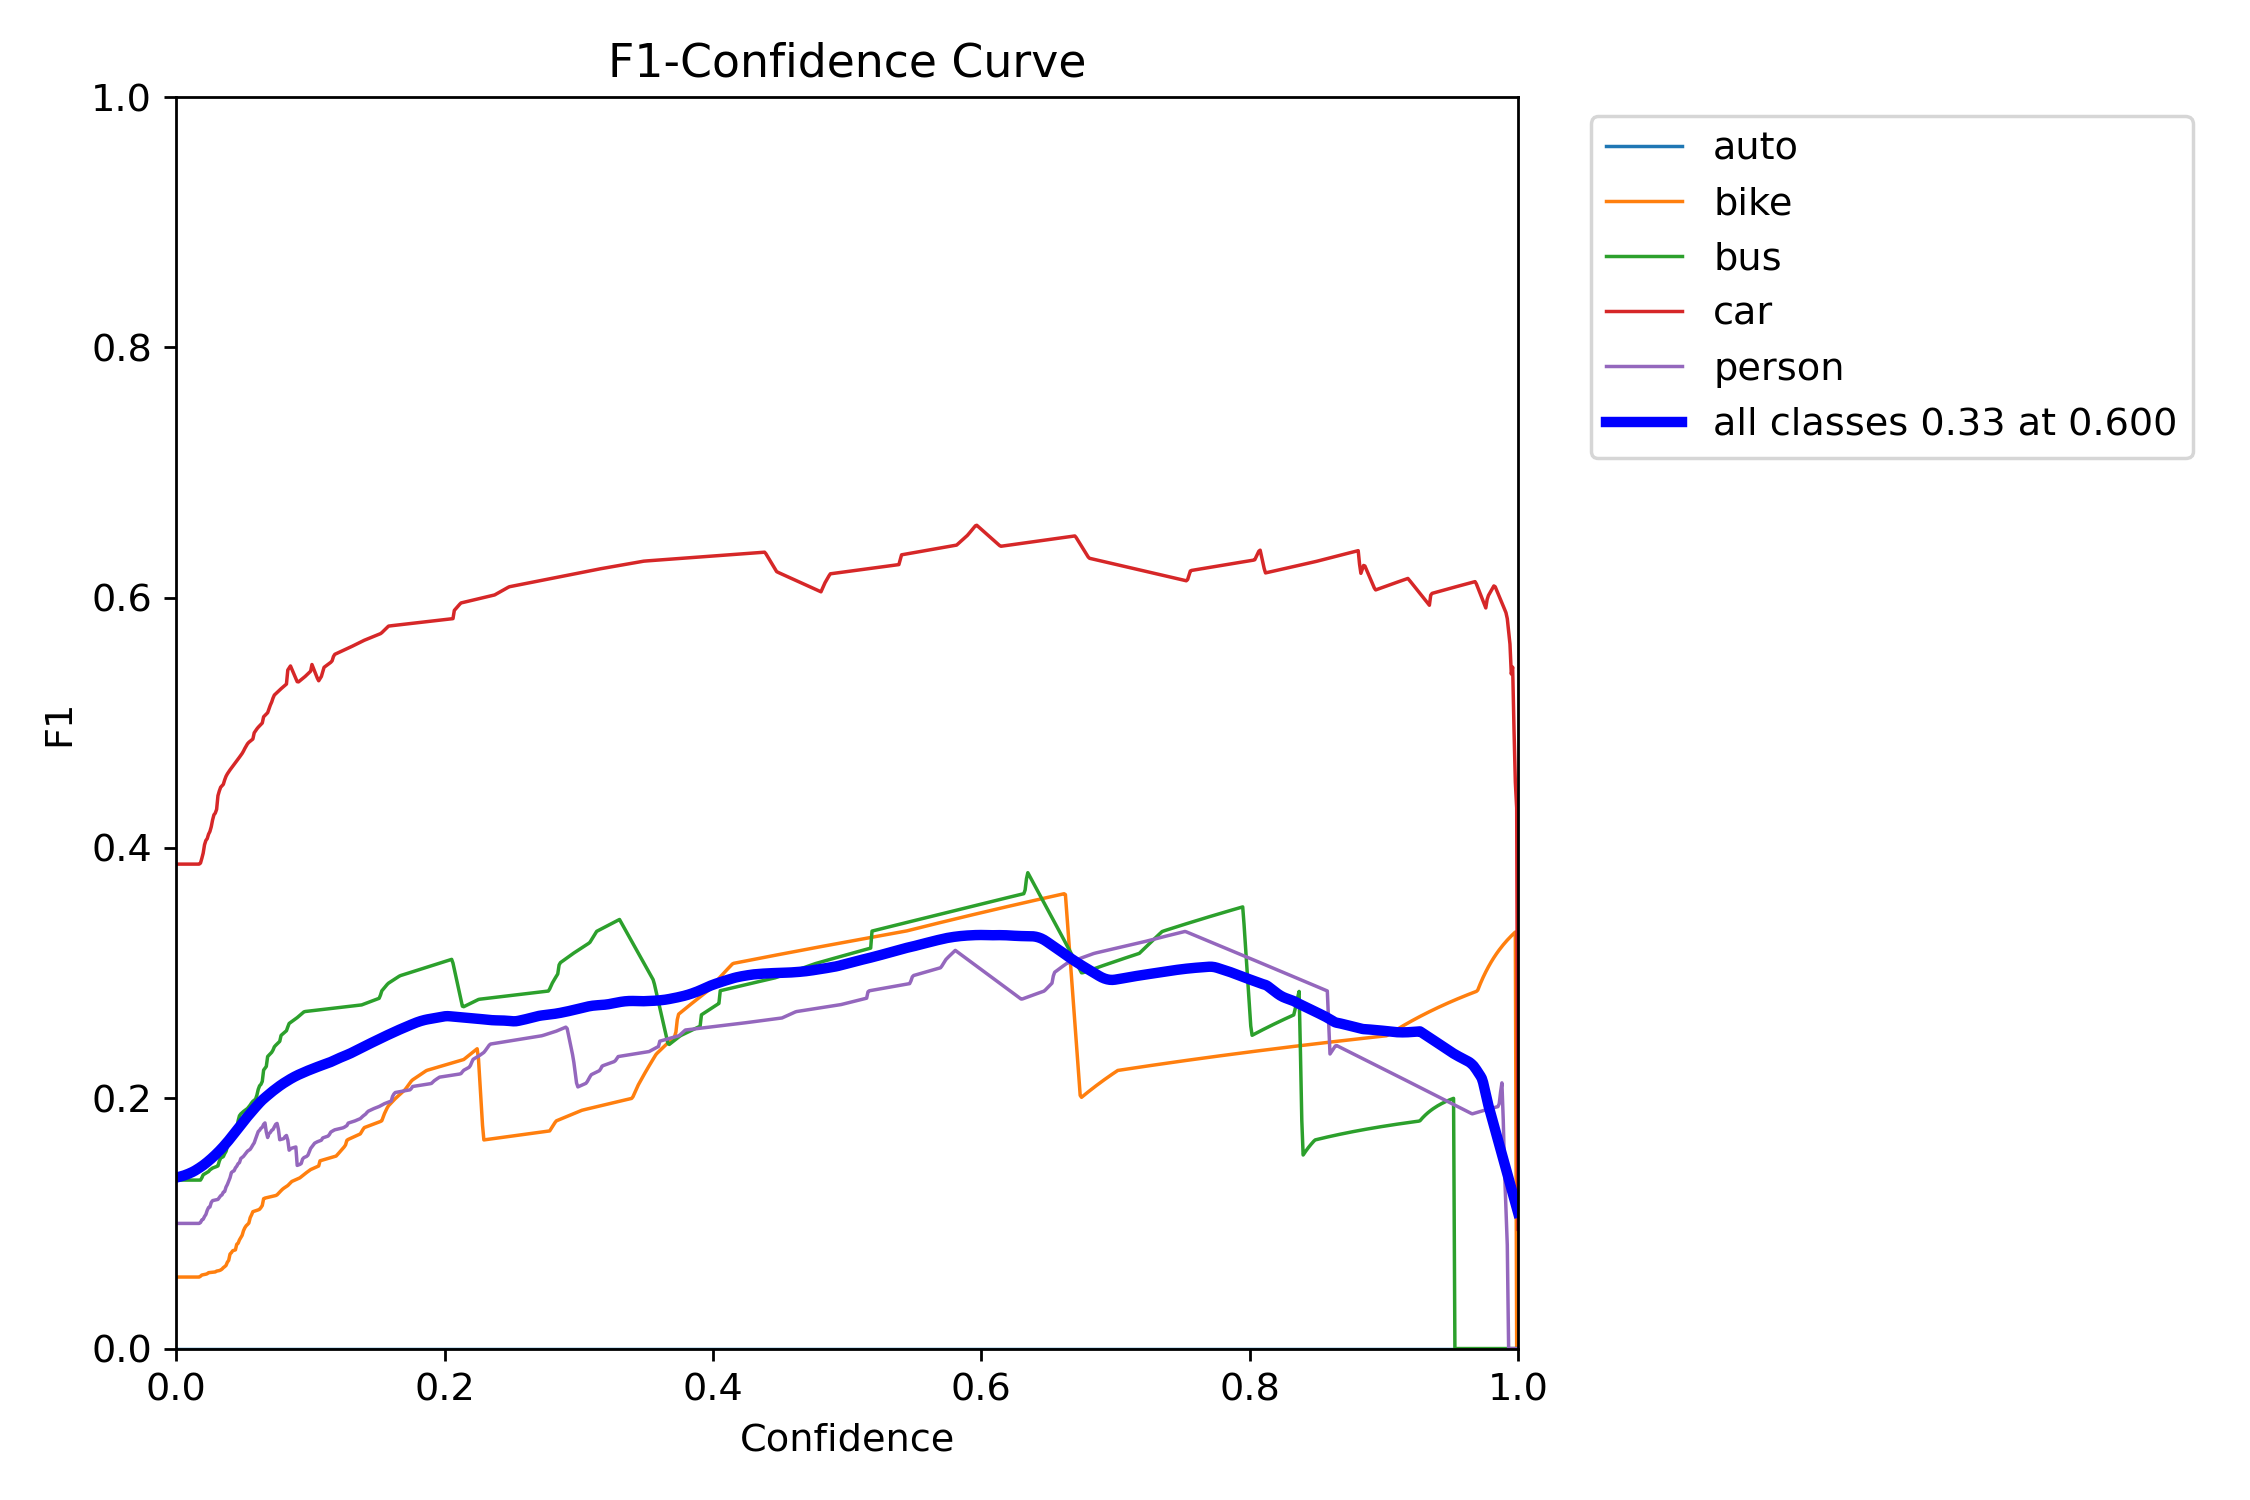 F1-Confidence Curve
1.0
0.8
0.6
0.4
0.2
0.0
F1
0.0 0.2 0.4 0.6 0.8 1.0
Confidence
auto
bike
bus
car
person
all classes 0.33 at 0.600